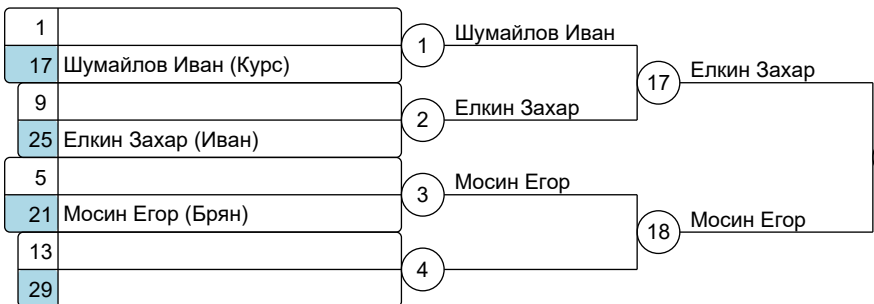 1
17 Шумайлов Иван (Курс)
1 Шумайлов Иван
9
25 Елкин Захар (Иван)
2 Елкин Захар
17 Елкин Захар
5
21 Мосин Егор (Брян)
3 Мосин Егор
13
29
4
18 Мосин Егор